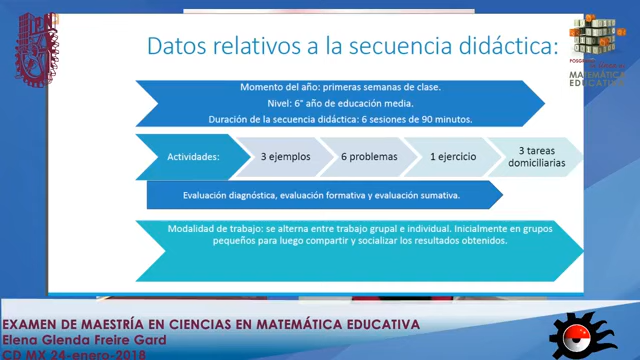 Datos relativos a la secuencia didáctica:
POSGRADO
MATEMÁTICA
EDUCATIVA
Momento del año: primeras semanas de clase.
Nivel: 6° año de educación media.
Duración de la secuencia didáctica: 6 sesiones de 90 minutos.
Actividades:
3 ejemplos
6 problemas
1 ejercicio
3 tareas
domiciliarias
Evaluación diagnóstica, evaluación formativa y evaluación sumativa.
Modalidad de trabajo: se alterna entre trabajo grupal e individual. Inicialmente en grupos
pequeños para luego compartir y socializar los resultados obtenidos.
EXAMEN DE MAESTRÍA EN CIENCIAS EN MATEMÁTICA EDUCATIVA
Elena Glenda Freire Gard
CD MX 24-enero-2018